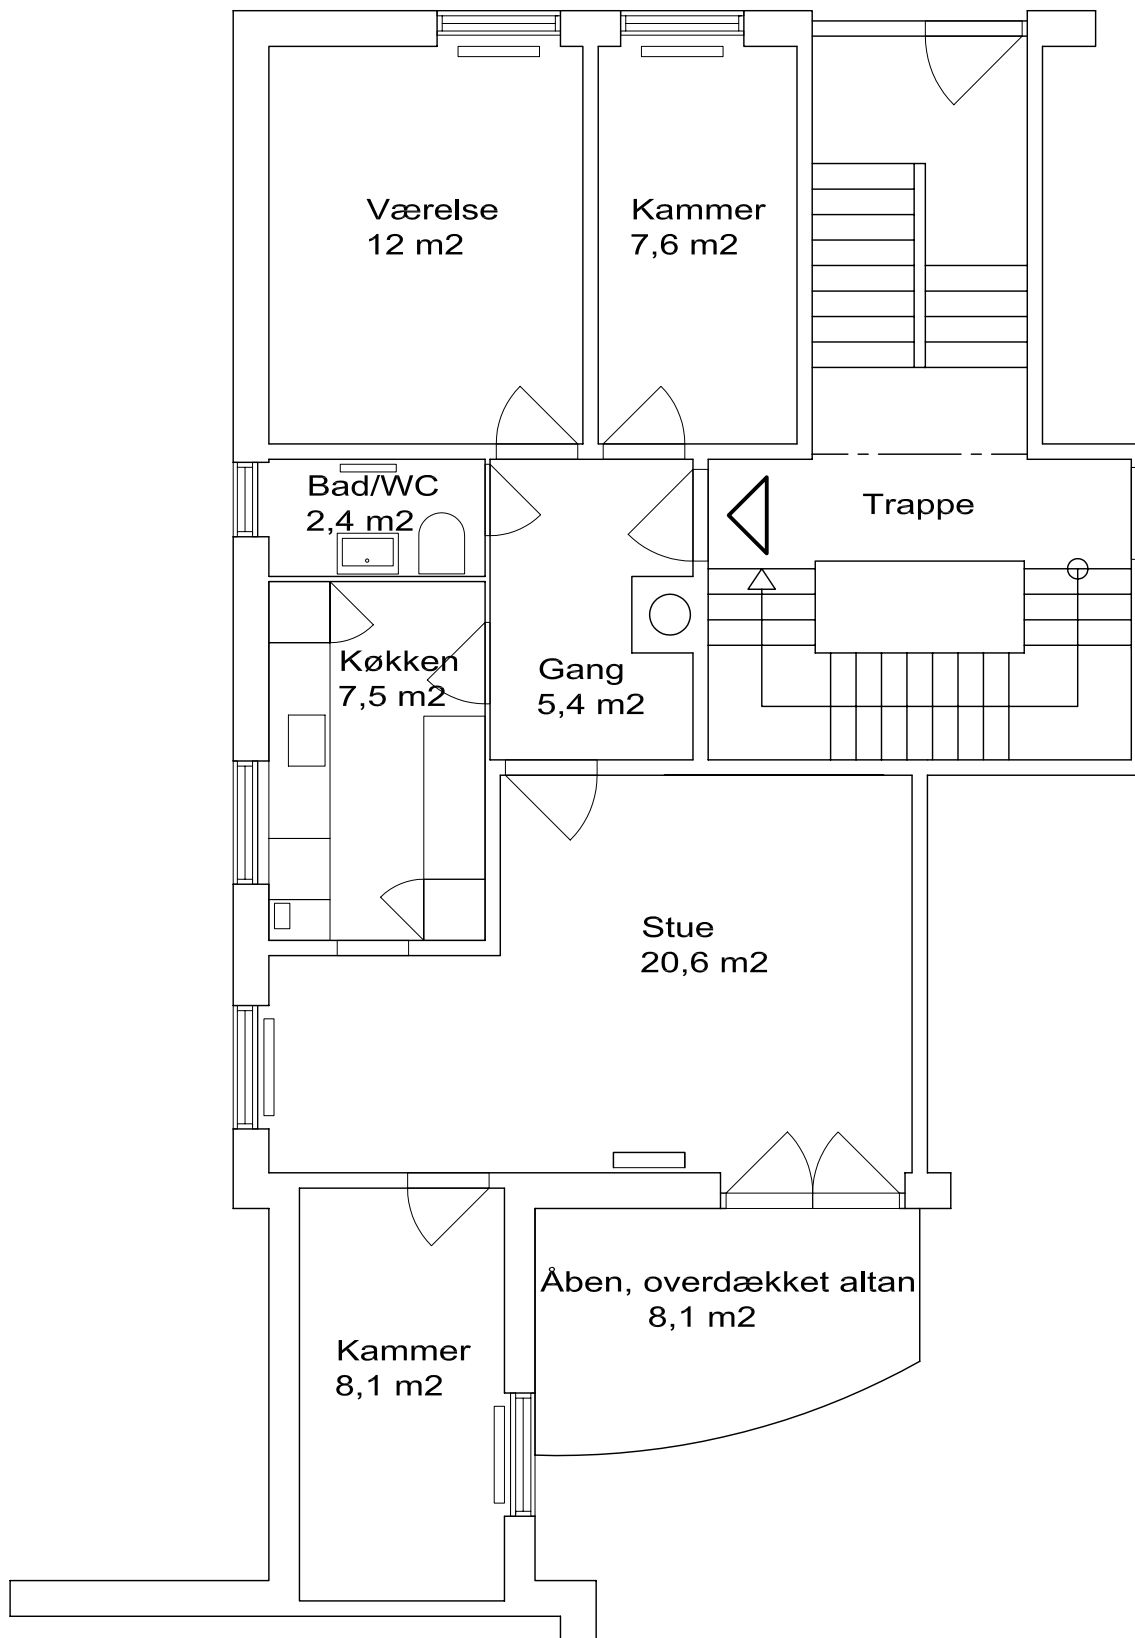 Værelse
12 m2
Kammer
7,6 m2
Bad/WC
2,4 m2
Trappe
Køkken
7,5 m2
Gang
5,4 m2
Stue
20,6 m2
Åben, overdækket altan
8,1 m2
Kammer
8,1 m2